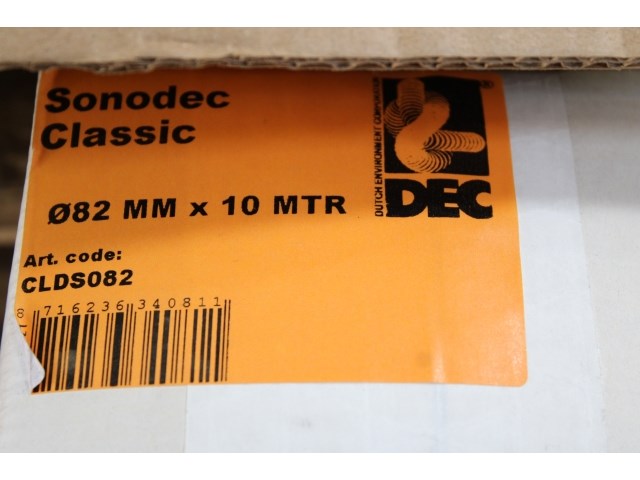 Sonodec
Classic
Ø82 MM x 10 MTR
Art. code:
CLDS082
8 716236 340811
DUTCH ENVIRONMENT CORPORATION
®
DEC